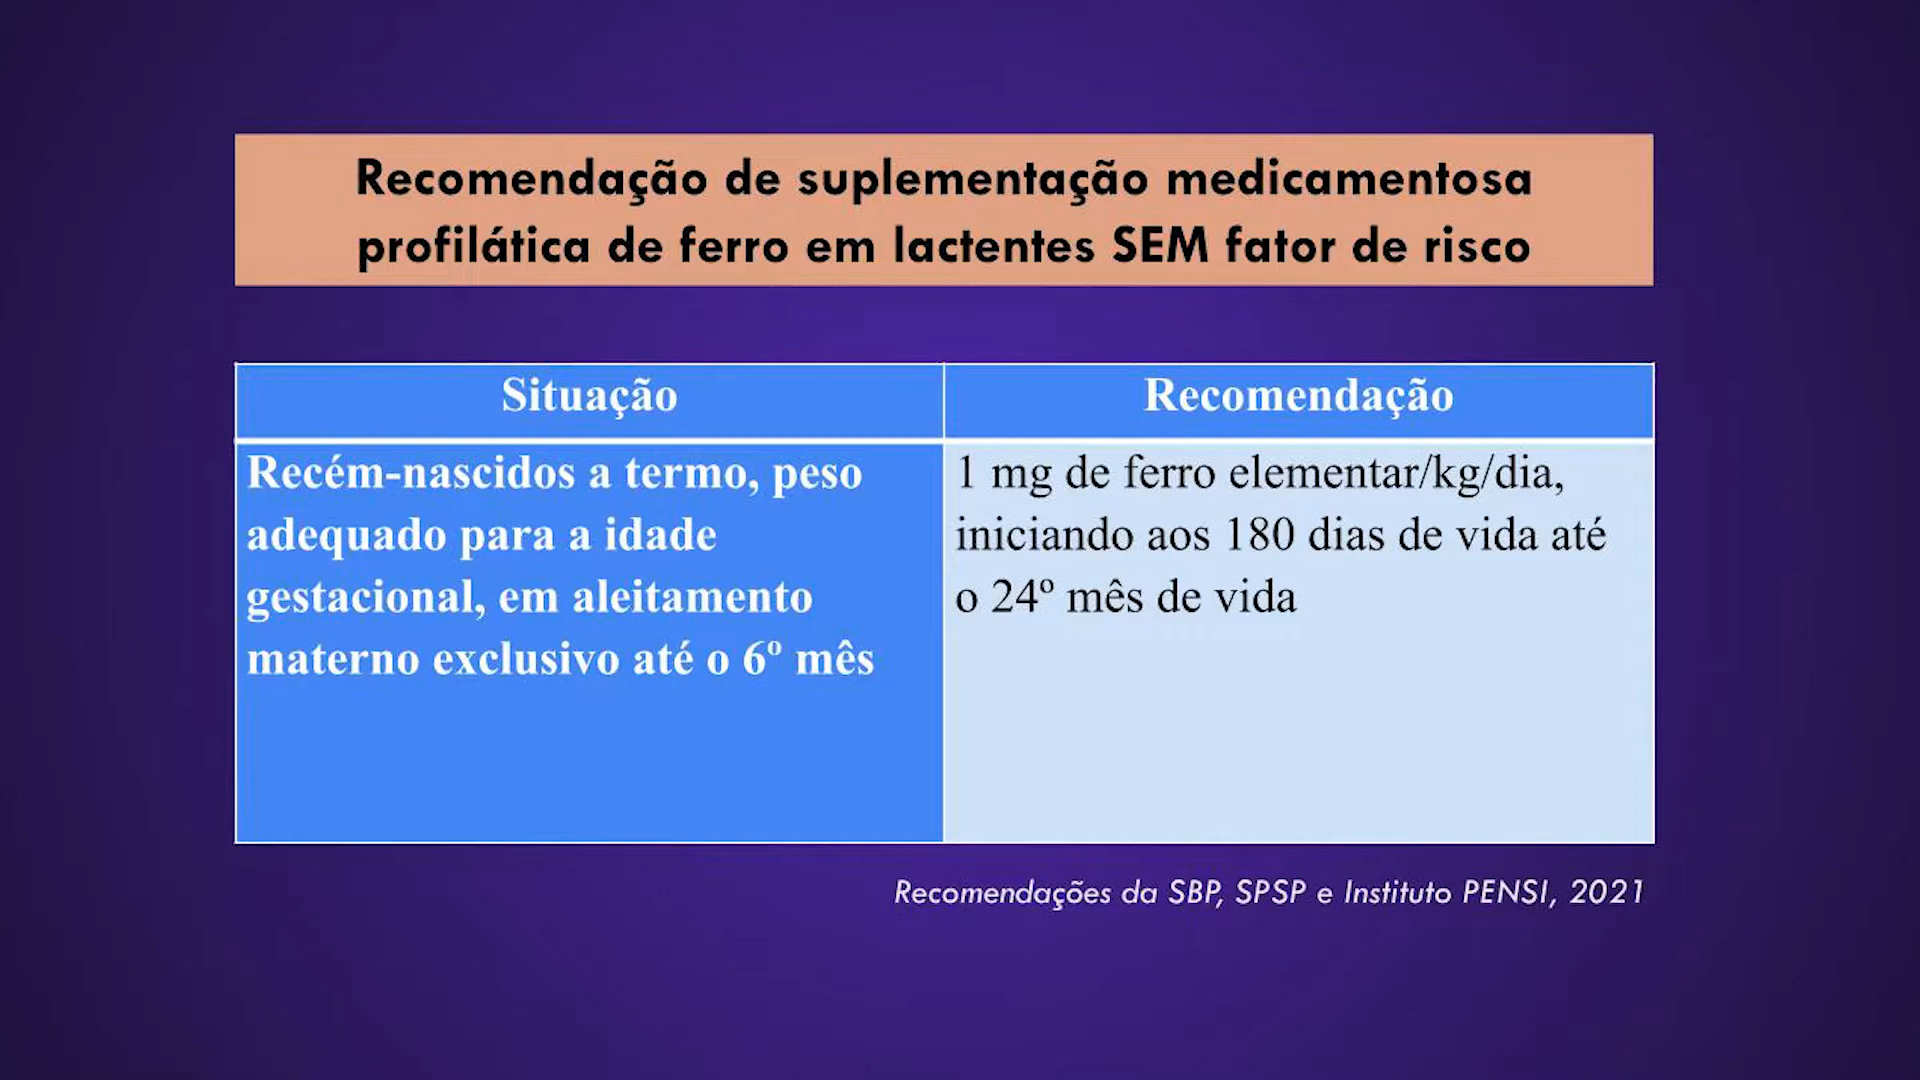 Recomendação de suplementação medicamentosa
profilática de ferro em lactentes SEM fator de risco
Situação
Recomendação
Recém-nascidos a termo, peso
adequado para a idade
gestacional, em aleitamento
materno exclusivo até o 6º mês
1 mg de ferro elementar/kg/dia,
iniciando aos 180 dias de vida até
o 24º mês de vida
Recomendações da SBP, SPSP e Instituto PENSI, 2021